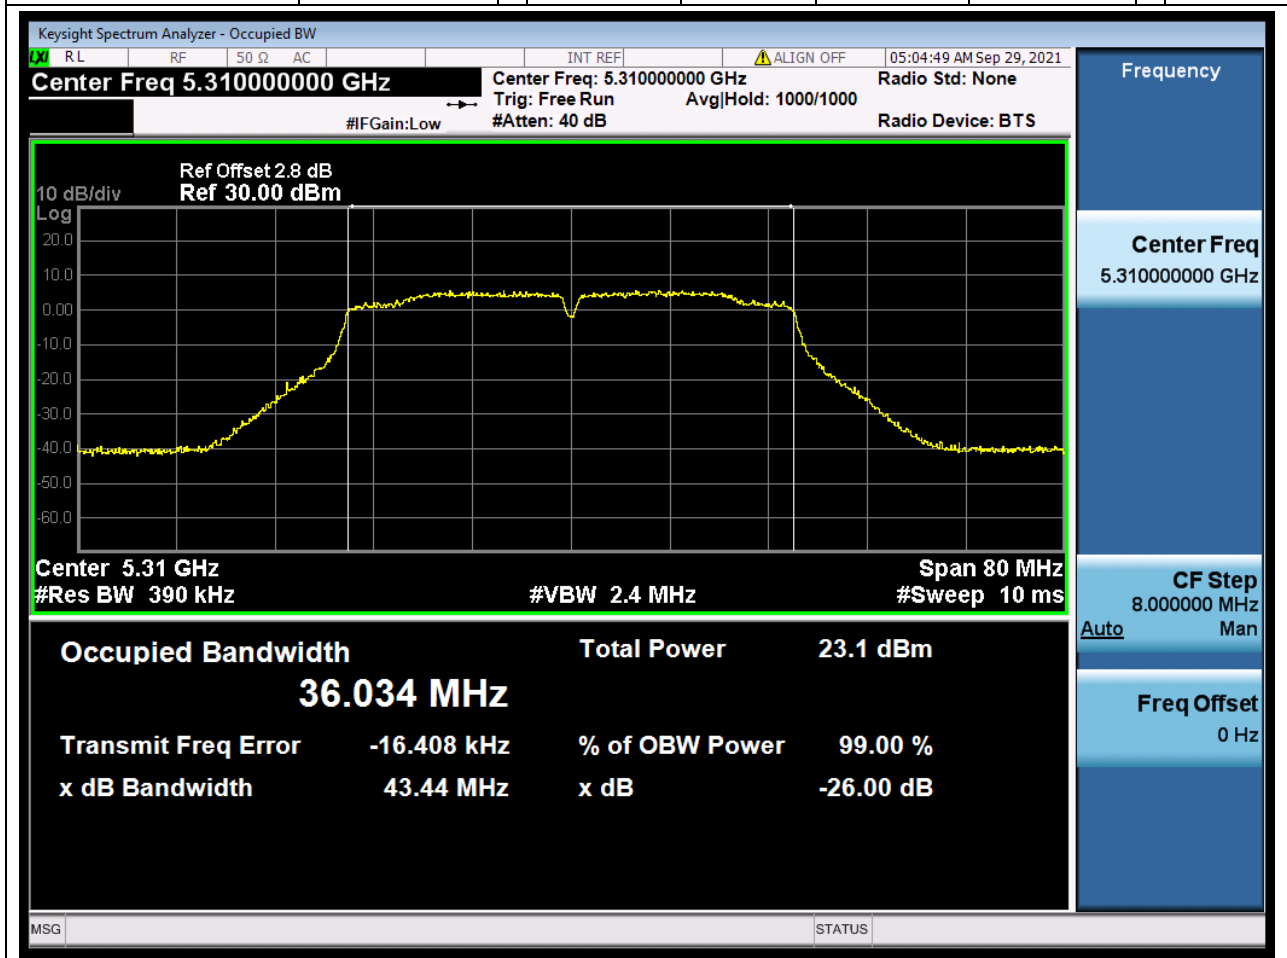 Keysight Spectrum Analyzer - Occupied BW
LXI RL RF 50 Ω AC INT REF ALIGN OFF 05:04:49 AM Sep 29, 2021
Center Freq 5.310000000 GHz
Center Freq: 5.310000000 GHz Radio Std: None
Trig: Free Run Avg|Hold: 1000/1000
#IFGain:Low #Atten: 40 dB Radio Device: BTS
Ref Offset 2.8 dB
10 dB/div Ref 30.00 dBm
Log
20.0
10.0
0.00
-10.0
-20.0
-30.0
-40.0
-50.0
-60.0
Center 5.31 GHz Span 80 MHz
#Res BW 390 kHz #VBW 2.4 MHz #Sweep 10 ms
Occupied Bandwidth Total Power 23.1 dBm
36.034 MHz
Transmit Freq Error -16.408 kHz % of OBW Power 99.00 %
x dB Bandwidth 43.44 MHz x dB -26.00 dB
MSG STATUS
Frequency
Center Freq
5.310000000 GHz
CF Step
8.000000 MHz
Auto Man
Freq Offset
0 Hz